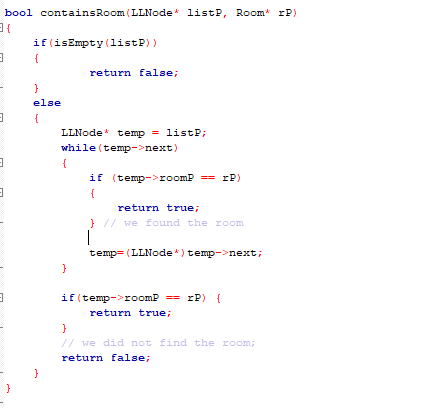 bool containsRoom(LLNode* listP, Room* rP)
{
if(isEmpty(listP))
{
return false;
}
else
{
LLNode* temp = listP;
while(temp->next)
{
if (temp->roomP == rP)
{
return true;
} // we found the room
temp=(LLNode*)temp->next;
}
if(temp->roomP == rP) {
return true;
}
// we did not find the room;
return false;
}
}